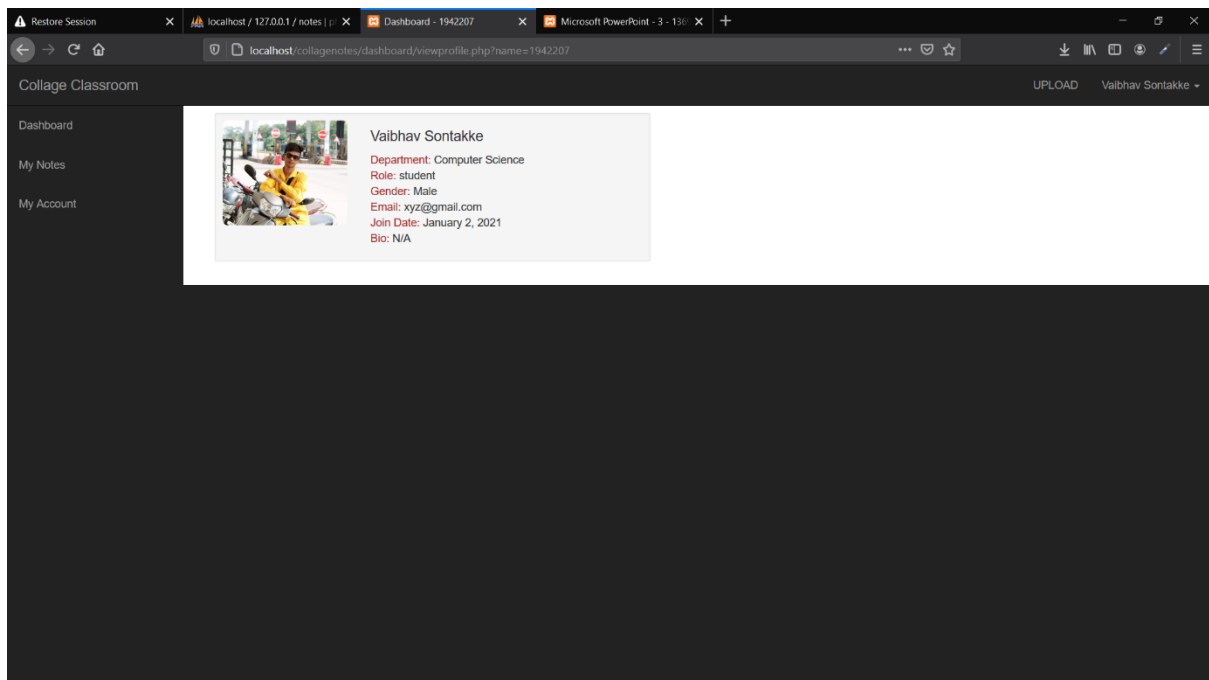 Restore Session
localhost / 127.0.0.1 / notes | p
Dashboard - 1942207
Microsoft PowerPoint - 3 - 136
localhost/collagenotes/dashboard/viewprofile.php?name=1942207
Collage Classroom
UPLOAD
Vaibhav Sontakke
Dashboard
My Notes
My Account
Vaibhav Sontakke
Department: Computer Science
Role: student
Gender: Male
Email: xyz@gmail.com
Join Date: January 2, 2021
Bio: N/A